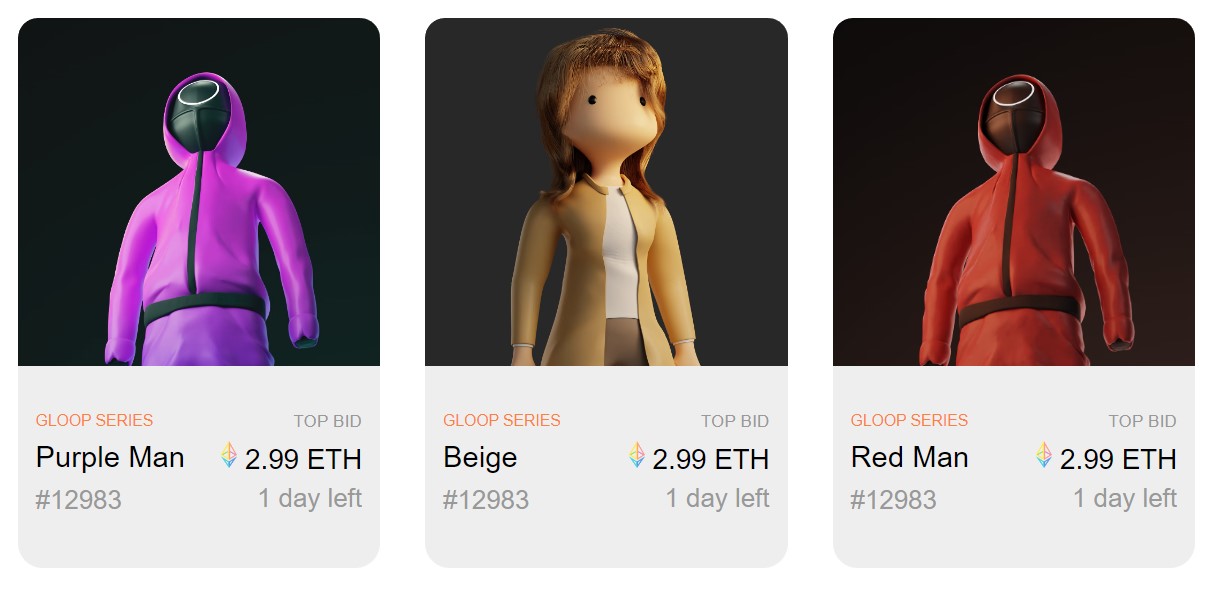 GLOOP SERIES TOP BID
Purple Man 2.99 ETH
#12983 1 day left
GLOOP SERIES TOP BID
Beige 2.99 ETH
#12983 1 day left
GLOOP SERIES TOP BID
Red Man 2.99 ETH
#12983 1 day left